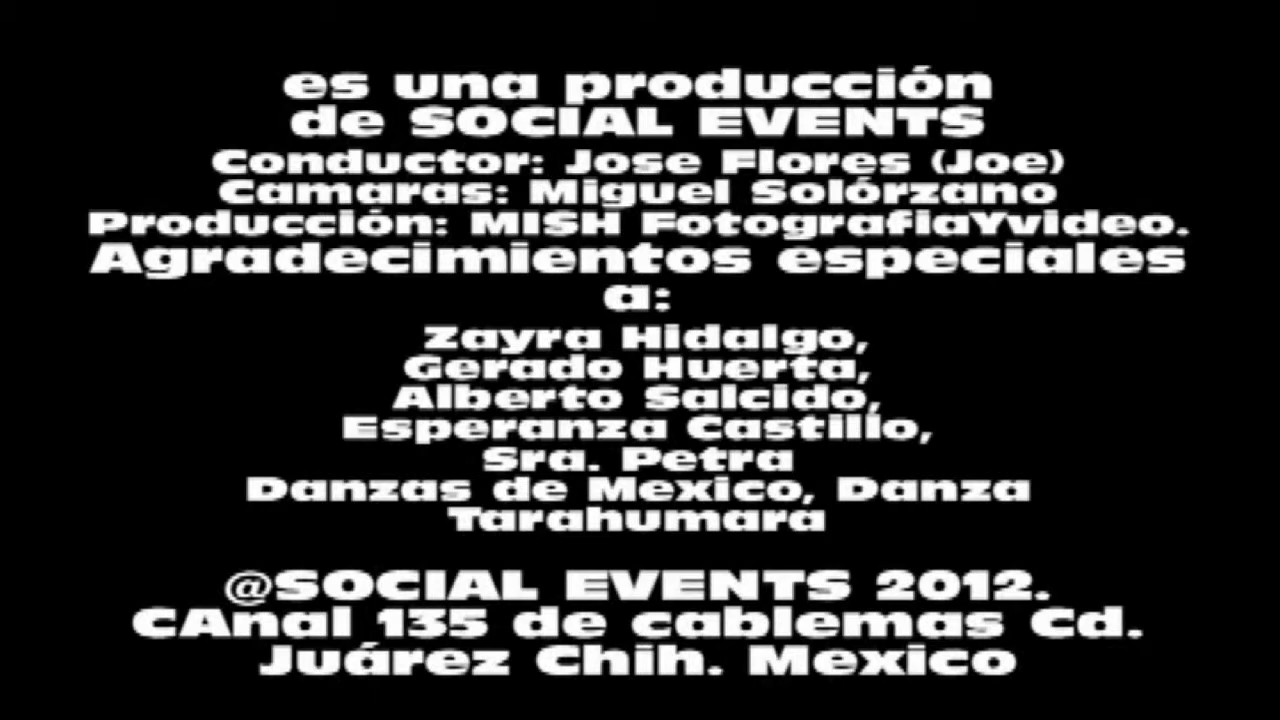 es una producción
de SOCIAL EVENTS
Conductor: Jose Flores (Joe)
Camaras: Miguel Solórzano
Producción: MISH FotografiaYvideo.
Agradecimientos especiales
a:
Zayra Hidalgo,
Gerado Huerta,
Alberto Salcido,
Esperanza Castillo,
Sra. Petra
Danzas de Mexico, Danza
Tarahumara
@SOCIAL EVENTS 2012.
CAnal 135 de cablemas Cd.
Juárez Chih. Mexico